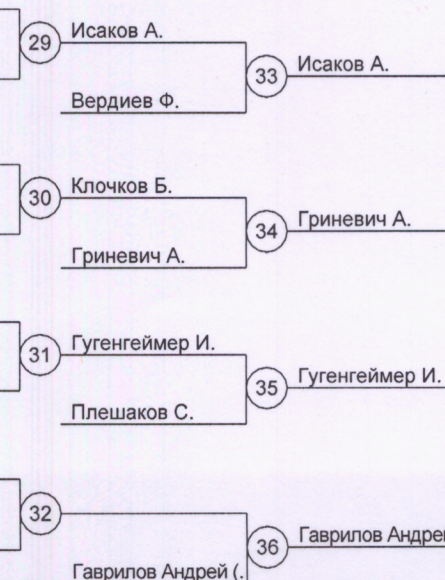 29 Исаков А.
33 Исаков А.
Вердиев Ф.
30 Клочков Б.
34 Гриневич А.
Гриневич А.
31 Гугенгеймер И.
35 Гугенгеймер И.
Плешаков С.
32
36 Гаврилов Андрей
Гаврилов Андрей (.